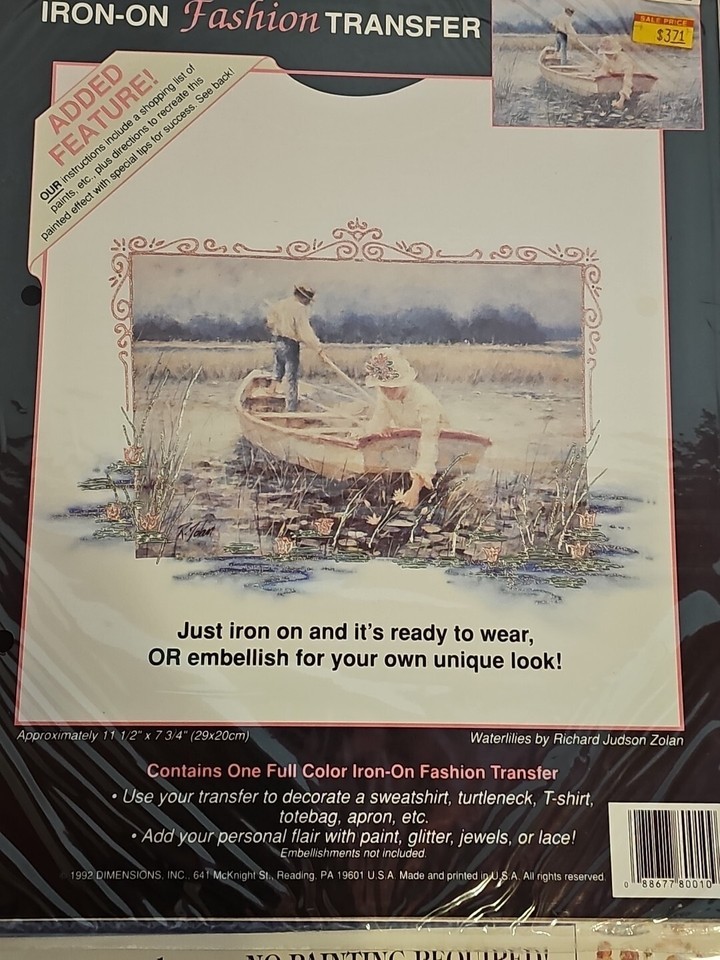 IRON-ON Fashion TRANSFER
SALE PRICE
$3.71
ADDED
FEATURE!
OUR instructions include a shopping list of
paints, etc., plus directions to recreate this
painted effect with special tips for success. See back!
Just iron on and it's ready to wear,
OR embellish for your own unique look!
Approximately 11 1/2" x 7 3/4" (29x20cm)
Waterlilies by Richard Judson Zolan
Contains One Full Color Iron-On Fashion Transfer
• Use your transfer to decorate a sweatshirt, turtleneck, T-shirt,
totebag, apron, etc.
• Add your personal flair with paint, glitter, jewels, or lace!
Embellishments not included.
© 1992 DIMENSIONS, INC., 641 McKnight St., Reading, PA 19601 U.S.A. Made and printed in U.S.A. All rights reserved.
0 88677 80010
NO PAINTING REQUIRED!